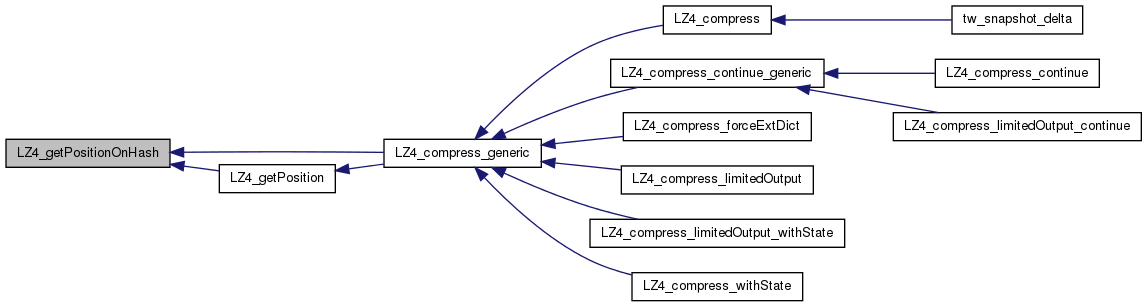 LZ4_compress
tw_snapshot_delta
LZ4_compress_continue_generic
LZ4_compress_continue
LZ4_compress_forceExtDict
LZ4_compress_limitedOutput_continue
LZ4_getPositionOnHash
LZ4_compress_generic
LZ4_getPosition
LZ4_compress_limitedOutput
LZ4_compress_limitedOutput_withState
LZ4_compress_withState